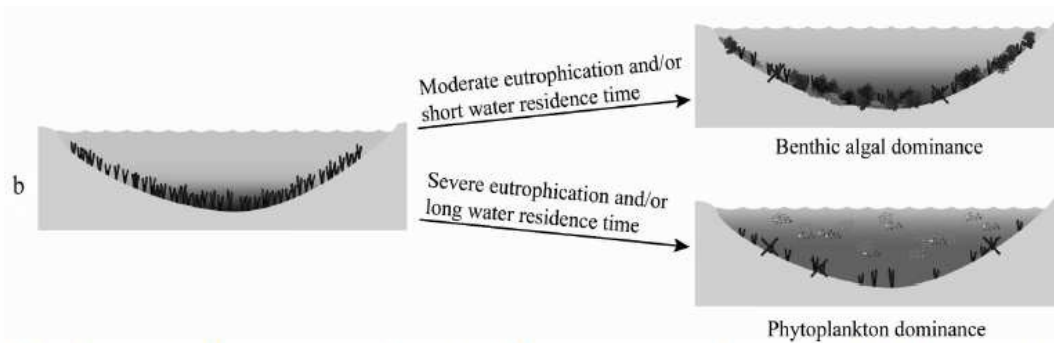 b
Moderate eutrophication and/or
short water residence time
Benthic algal dominance
Severe eutrophication and/or
long water residence time
Phytoplankton dominance